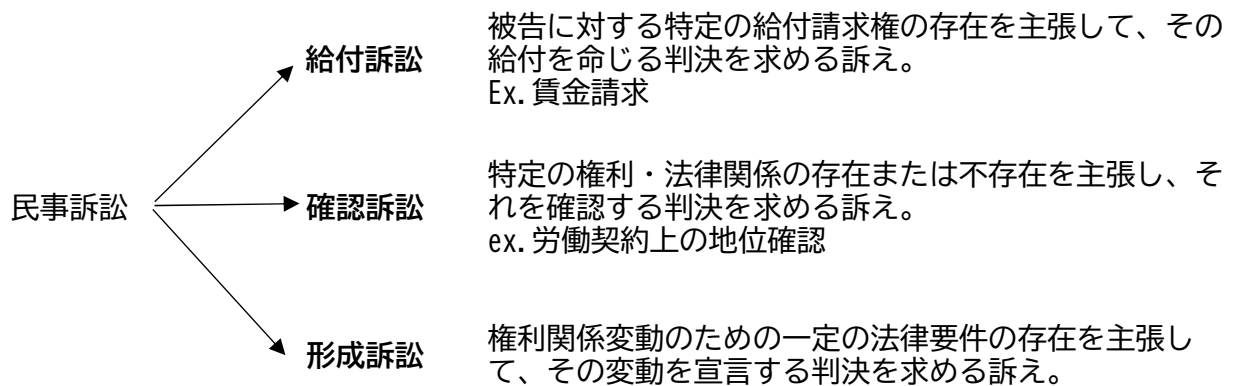 被告に対する特定の給付請求権の存在を主張して、その
給付訴訟
給付を命じる判決を求める訴え。
Ex.賃金請求
特定の権利・法律関係の存在または不存在を主張し、そ
民事訴訟
確認訴訟
れを確認する判決を求める訴え。
ex.労働契約上の地位確認
形成訴訟
権利関係変動のための一定の法律要件の存在を主張し
て、その変動を宣言する判決を求める訴え。